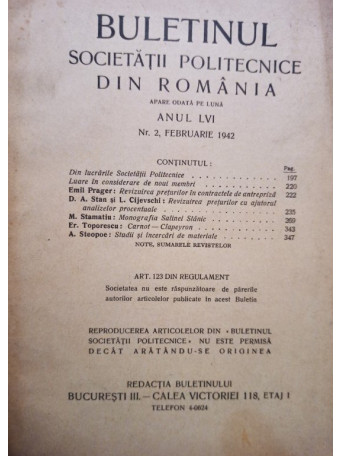 BULETINUL
SOCIETĂȚII POLITECNICE
DIN ROMÂNIA
APARE ODATĂ PE LUNĂ
ANUL LVI
Nr. 2, FEBRUARIE 1942
CONȚINUTUL:
Pag.
Din lucrările Societății Politecnice . . . . . . . . . . . 197
Luare în considerare de noui membri . . . . . . . . . . 220
Emil Prager: Revizuirea prețurilor în contractele de antrepriză 222
D. A. Stan și L. Cijevschi: Revizuirea prețurilor cu ajutorul
analizelor procentuale . . . . . . . . . . . . 235
M. Stamatiu: Monografia Salinei Slănic . . . . . . . . . 269
Er. Toporescu: Carnot — Clapeyron . . . . . . . . . 343
A. Steopoe: Studii și încercări de materiale . . . . . . . . 347
NOTE, SUMARELE REVISTELOR
ART. 123 DIN REGULAMENT
Societatea nu este răspunzătoare de părerile
autorilor articolelor publicate în acest Buletin
REPRODUCEREA ARTICOLELOR DIN «BULETINUL
SOCIETĂȚII POLITECNICE» NU ESTE PERMISĂ
DECÂT ARĂTÂNDU-SE ORIGINEA
REDACȚIA BULETINULUI
BUCUREȘTI III. — CALEA VICTORIEI 118, ETAJ I
TELEFON 4-0624